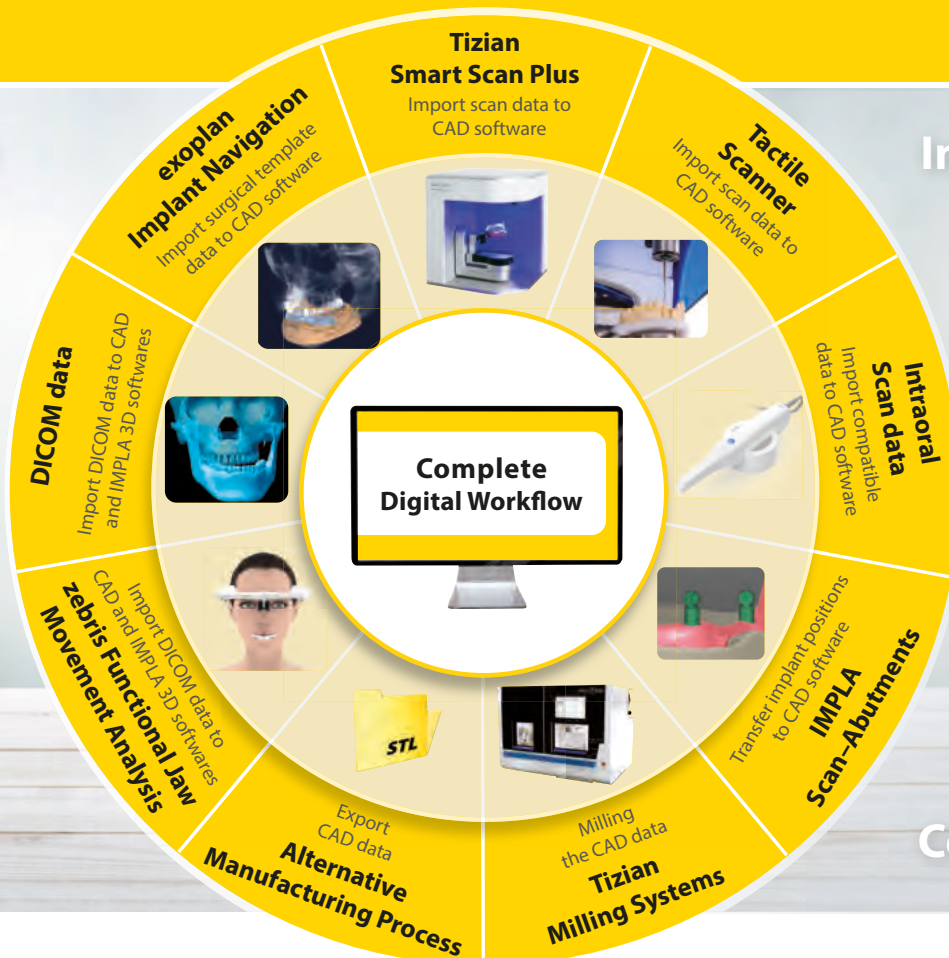 Tizian
Smart Scan Plus
Import scan data to
CAD software
Tactile
Scanner
Import scan data to
CAD software
Intraoral
Scan data
Import compatible
data to CAD software
Transfer implant positions
to CAD software
IMPLA
Scan–Abutments
Milling
the CAD data
Tizian
Milling Systems
Export
CAD data
Alternative
Manufacturing Process
Import DICOM data to
CAD and IMPLA 3D softwares
zebris Functional Jaw
Movement Analysis
DICOM data
Import DICOM data to CAD
and IMPLA 3D softwares
exoplan
Implant Navigation
Import surgical template
data to CAD software
Complete
Digital Workflow
STL